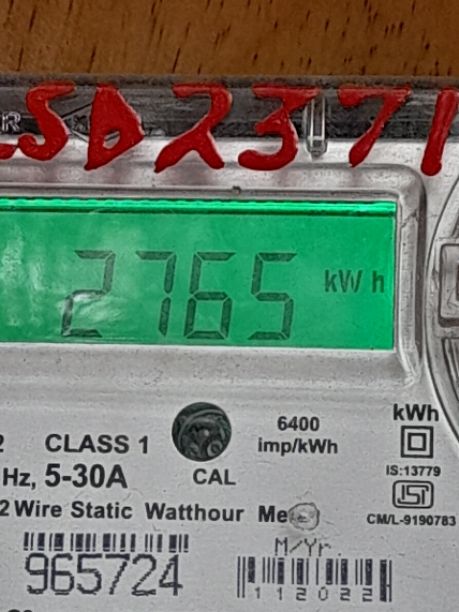 LSD2371
2765 kWh
6400
imp/kWh
kWh
CLASS 1
Hz, 5-30A
CAL
IS:13779
CM/L-9190783
2 Wire Static Watthour Me
M/Yr.
965724
112022